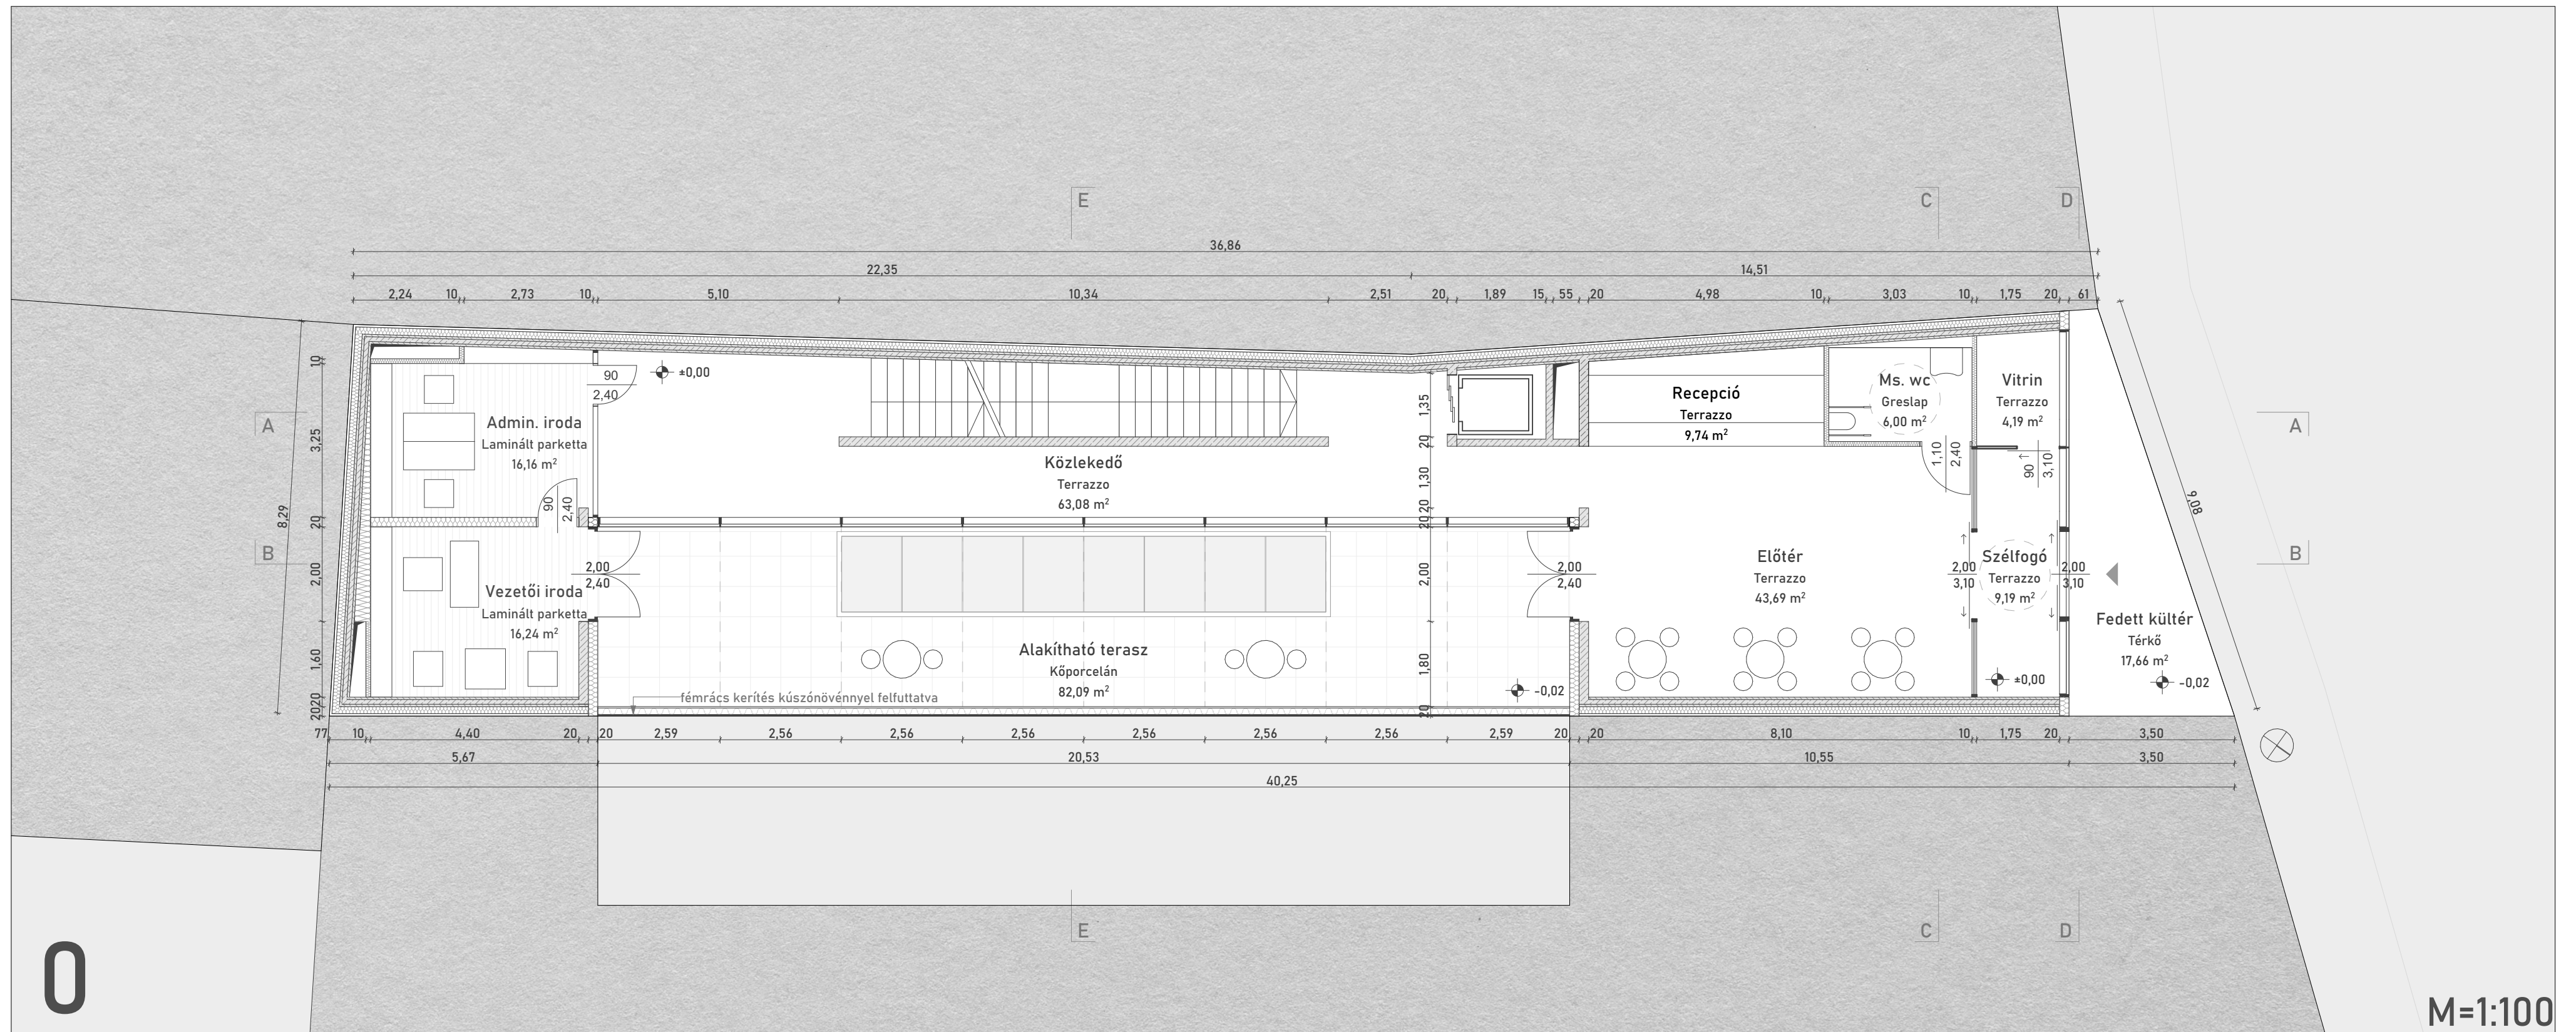 E
C
D
36,86
22,35
14,51
2,24
10
2,73
10
5,10
10,34
2,51
20
1,89
15
55
20
4,98
10
3,03
10
1,75
20
61
10
3,25
20
2,00
1,60
20
20
8,29
A
B
90
2,40
±0,00
Admin. iroda
Laminált parketta
16,16 m²
90
2,40
Vezetői iroda
Laminált parketta
16,24 m²
2,00
2,40
Közlekedő
Terrazzo
63,08 m²
Alakítható terasz
Kőporcelán
82,09 m²
fémrács kerítés kúszónövénnyel felfuttatva
1,35
20
1,30
20
20
2,00
1,80
20
-0,02
2,00
2,40
Recepció
Terrazzo
9,74 m²
Ms. wc
Greslap
6,00 m²
1,10
2,40
Vitrin
Terrazzo
4,19 m²
90
3,10
Előtér
Terrazzo
43,69 m²
2,00
3,10
Szélfogó
Terrazzo
9,19 m²
2,00
3,10
±0,00
Fedett kültér
Térkő
17,66 m²
-0,02
9,08
A
B
77
10
4,40
20
20
2,59
2,56
2,56
2,56
2,56
2,56
2,56
2,59
20
20
8,10
10
1,75
20
3,50
5,67
20,53
10,55
3,50
40,25
E
C
D
0
M=1:100